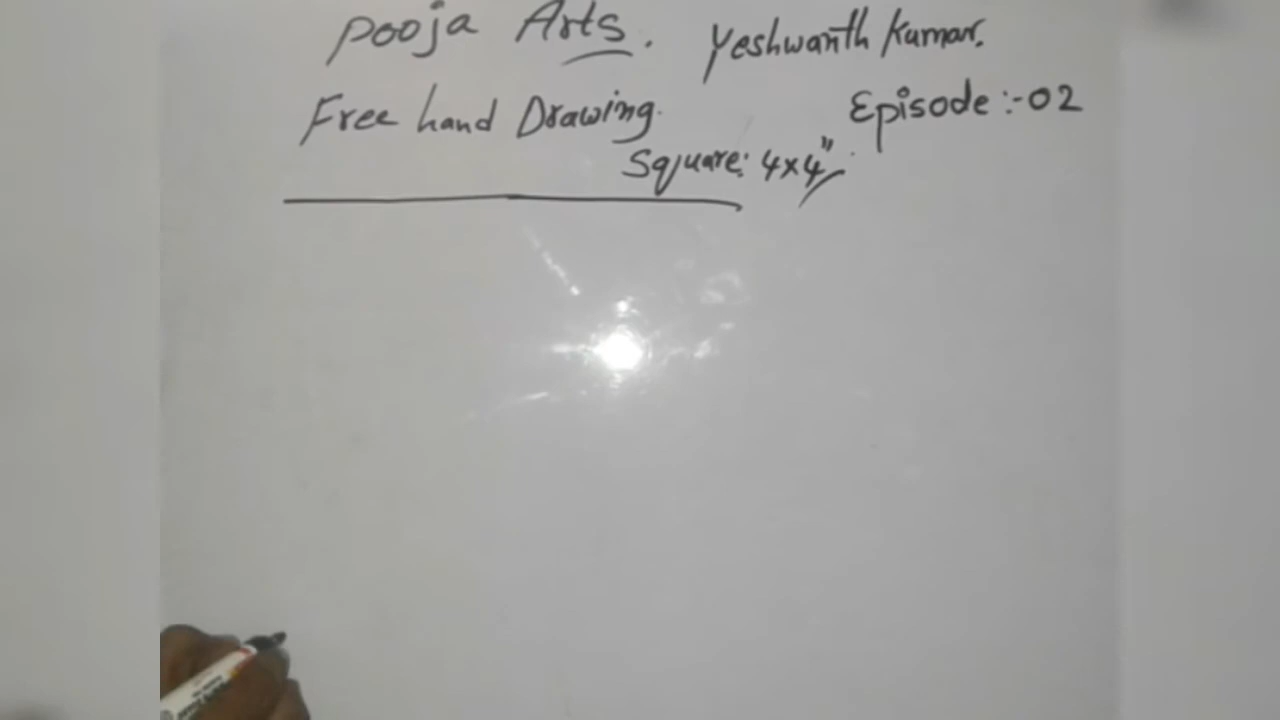 Pooja Arts. Yeshwanth Kumar.
Free hand Drawing. Episode :- 02
Square: 4x4"